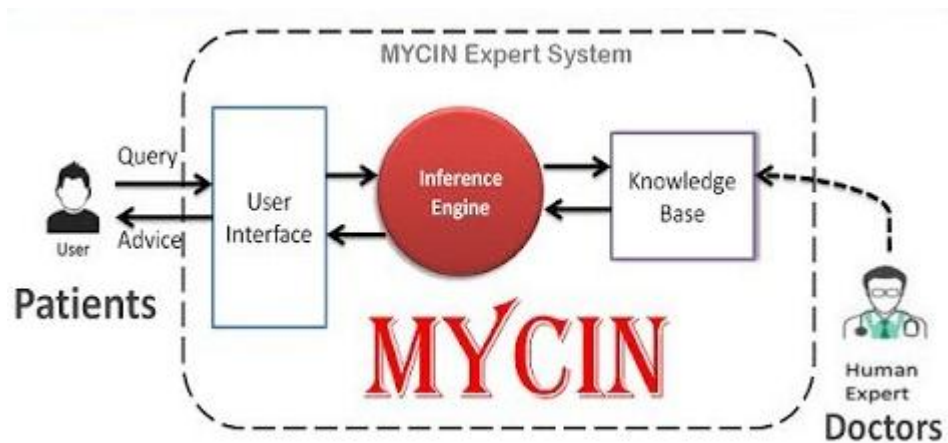 MYCIN Expert System
Query
Advice
User
Patients
User
Interface
Inference
Engine
Knowledge
Base
MYCIN
Human
Expert
Doctors